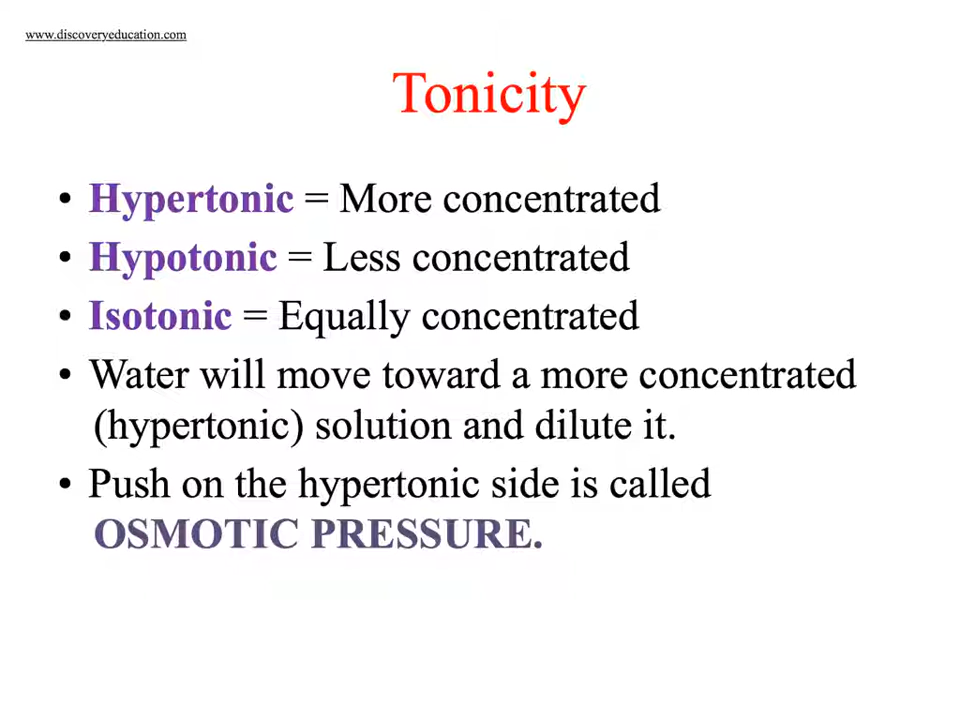 www.discoveryeducation.com
Tonicity
• Hypertonic = More concentrated
• Hypotonic = Less concentrated
• Isotonic = Equally concentrated
• Water will move toward a more concentrated
(hypertonic) solution and dilute it.
• Push on the hypertonic side is called
OSMOTIC PRESSURE.